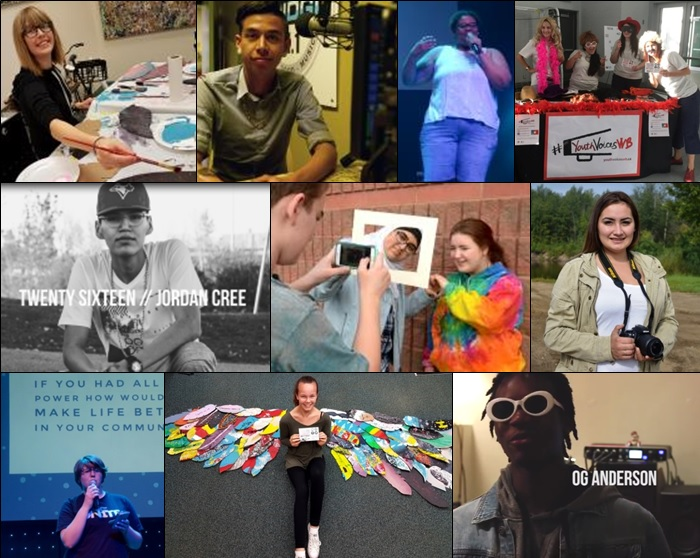 #YouthVoicesWB
TWENTY SIXTEEN // JORDAN CREE
IF YOU HAD ALL
POWER HOW WOULD
MAKE LIFE BET
IN YOUR COMMUN
OG ANDERSON